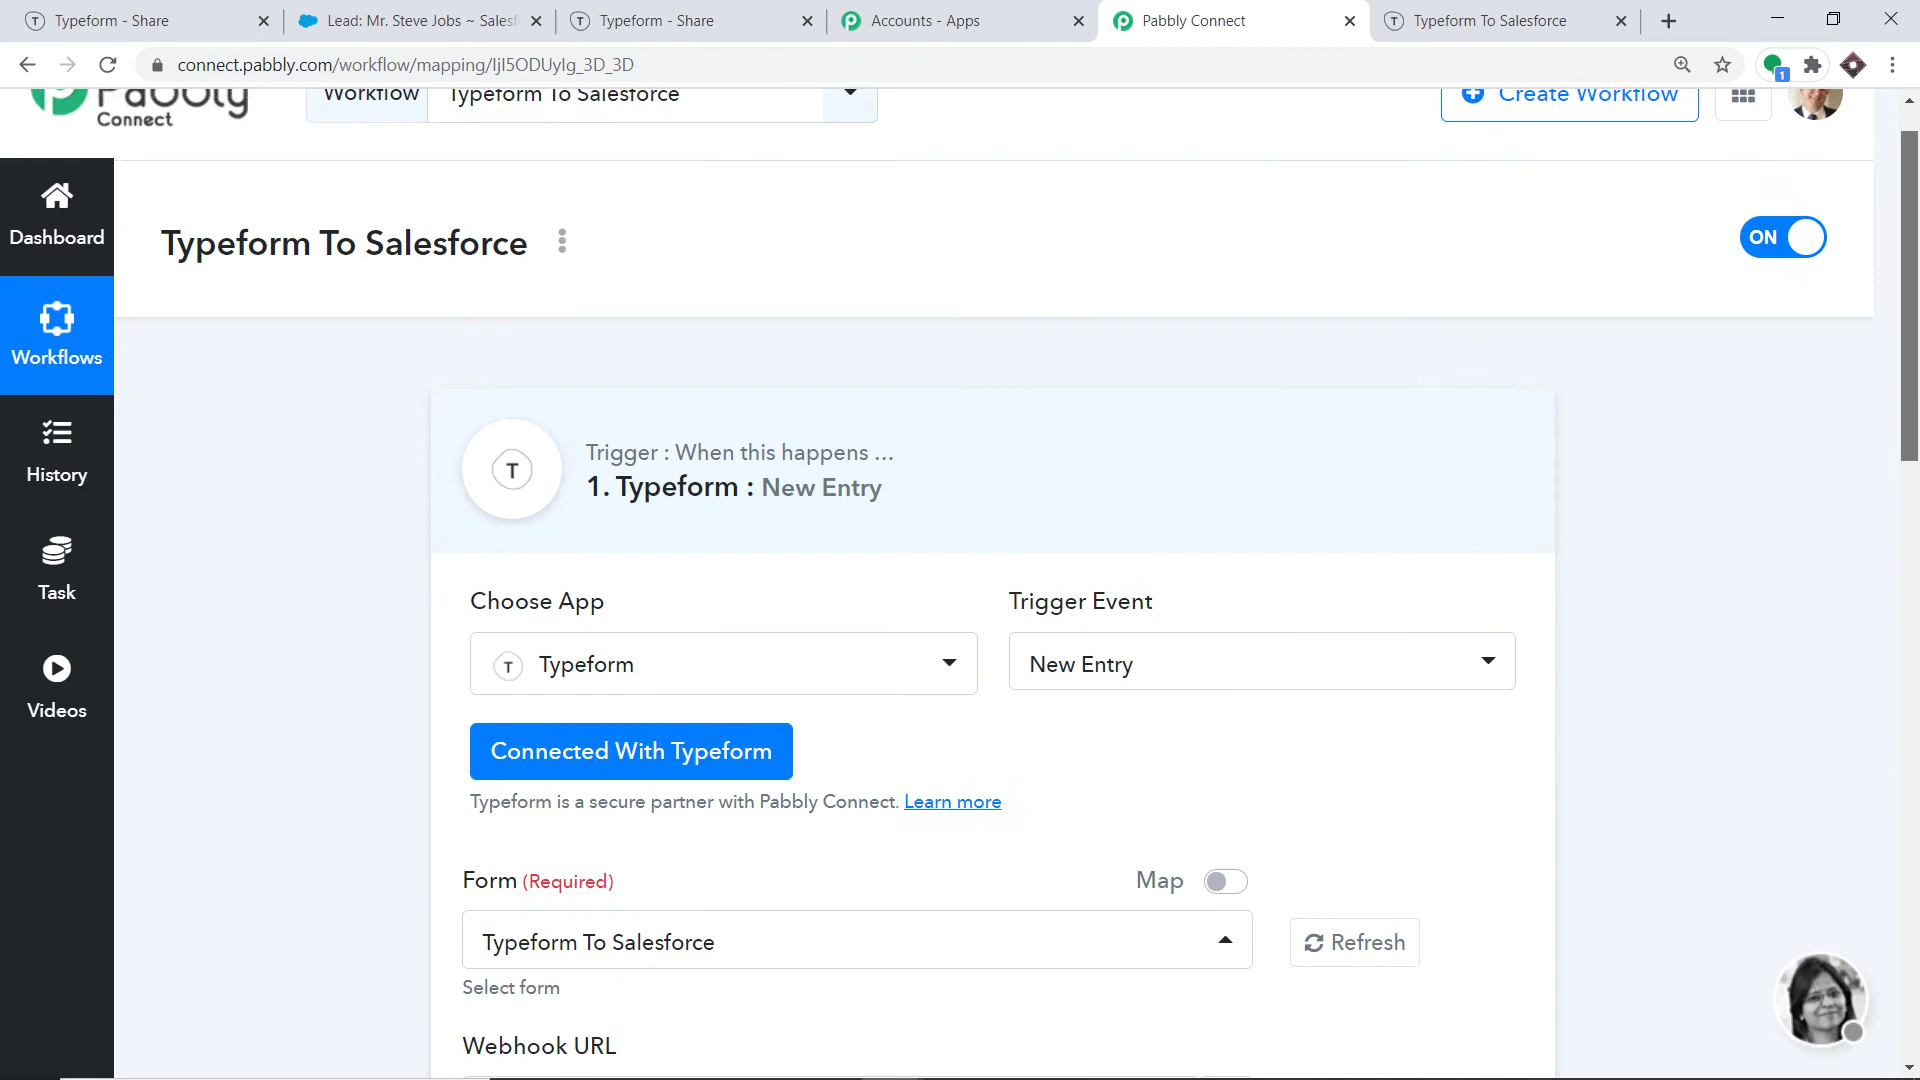 Typeform - Share
Lead: Mr. Steve Jobs ~ Salesf
Typeform - Share
Accounts - Apps
Pabbly Connect
Typeform To Salesforce
connect.pabbly.com/workflow/mapping/IjI5ODUyIg_3D_3D
1
Pabbly
Connect
Workflow
Typeform To Salesforce
Create Workflow
Dashboard
Workflows
History
Task
Videos
Typeform To Salesforce
ON
T
Trigger : When this happens ...
1. Typeform : New Entry
Choose App
Trigger Event
T Typeform
New Entry
Connected With Typeform
Typeform is a secure partner with Pabbly Connect. Learn more
Form (Required)
Map
Typeform To Salesforce
Refresh
Select form
Webhook URL